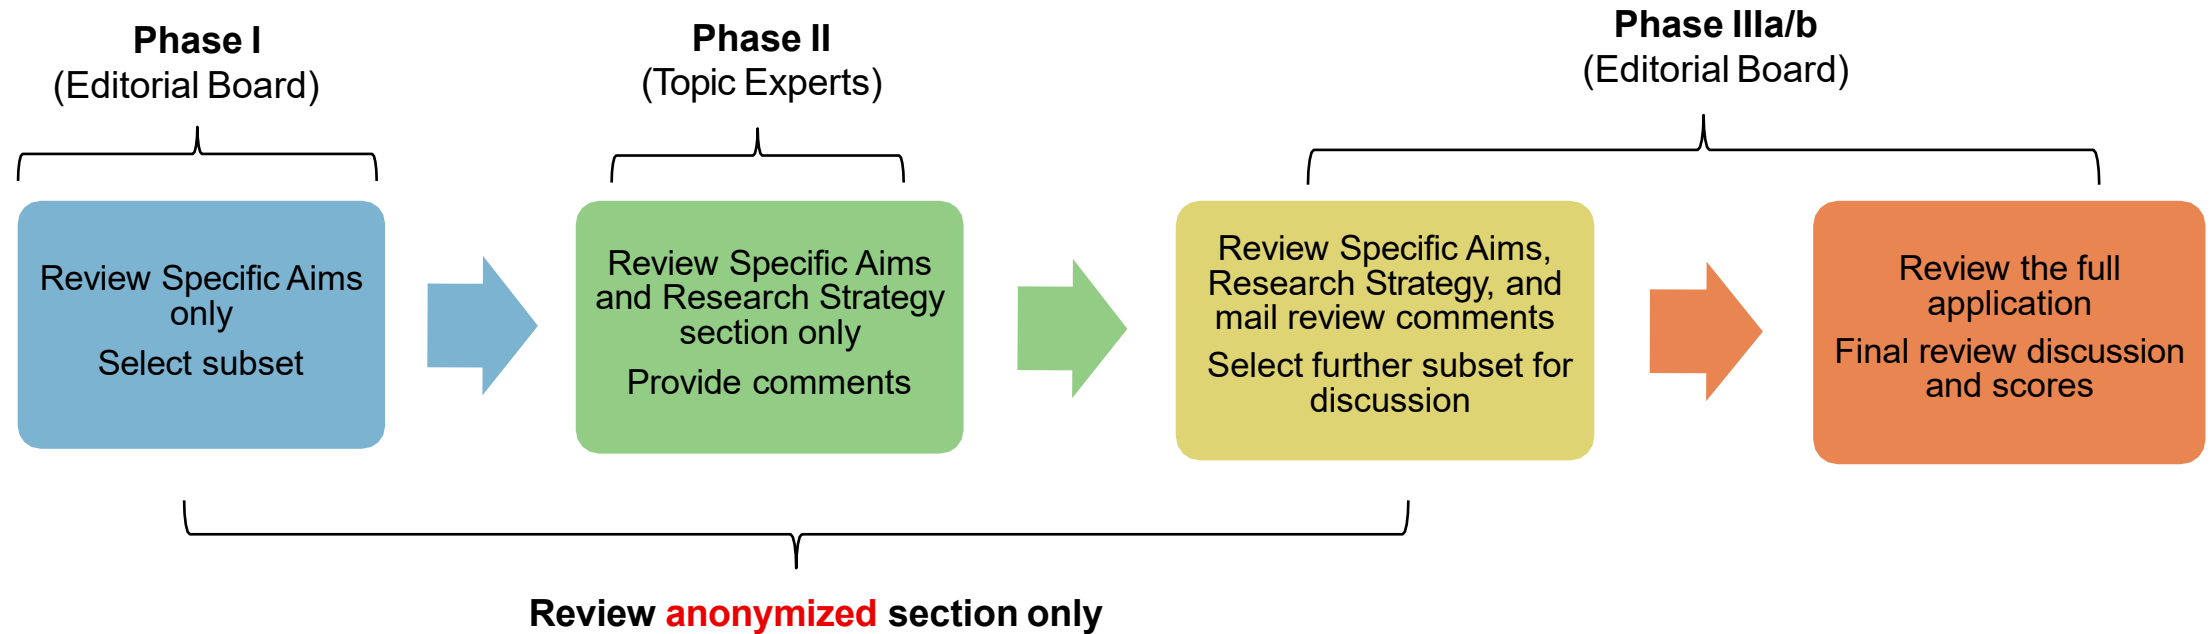 Phase I
(Editorial Board)
Phase II
(Topic Experts)
Phase IIIa/b
(Editorial Board)
Review Specific Aims
only
Select subset
Review Specific Aims
and Research Strategy
section only
Provide comments
Review Specific Aims,
Research Strategy, and
mail review comments
Select further subset for
discussion
Review the full
application
Final review discussion
and scores
Review anonymized section only